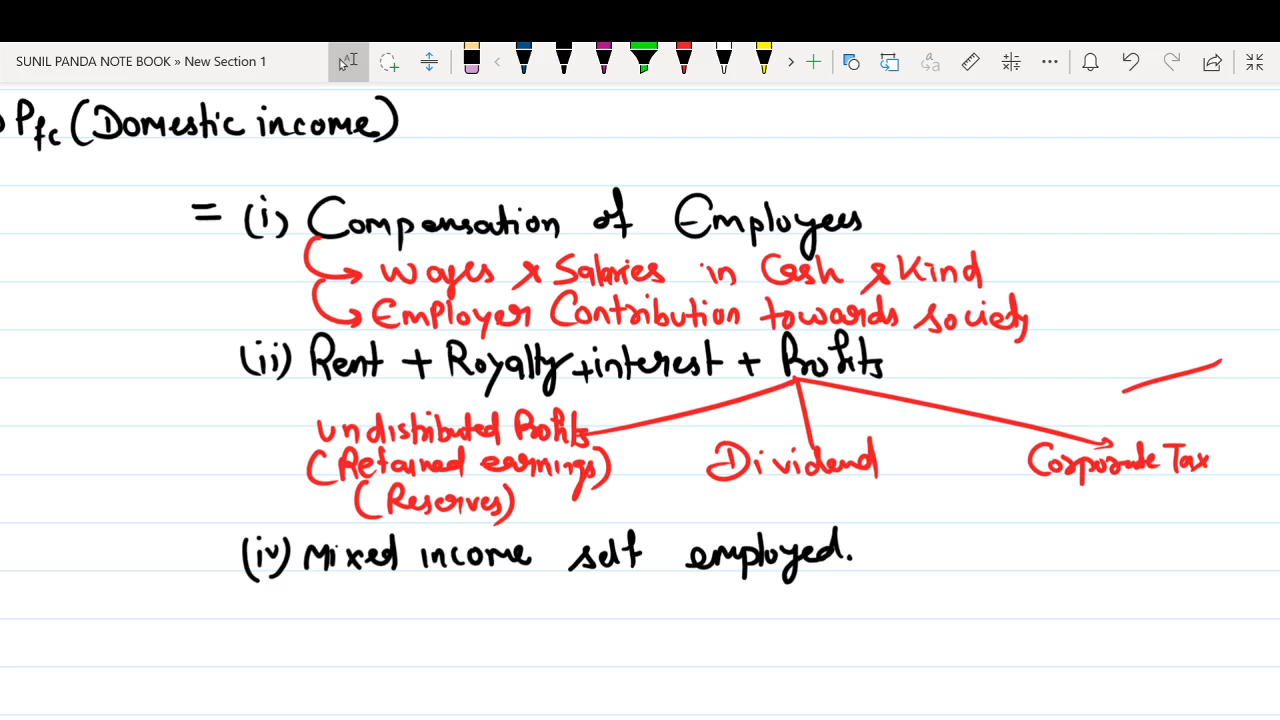 SUNIL PANDA NOTE BOOK » New Section 1
Pfc (Domestic income)
= (i) Compensation of Employees
→ Wages & Salaries in Cash & Kind
→ Employer Contribution towards society
(ii) Rent + Royalty + interest + Profits
undistributed Profits
(Retained earnings)
(Reserves)
Dividend
Corporate Tax
(iv) Mixed income self employed.